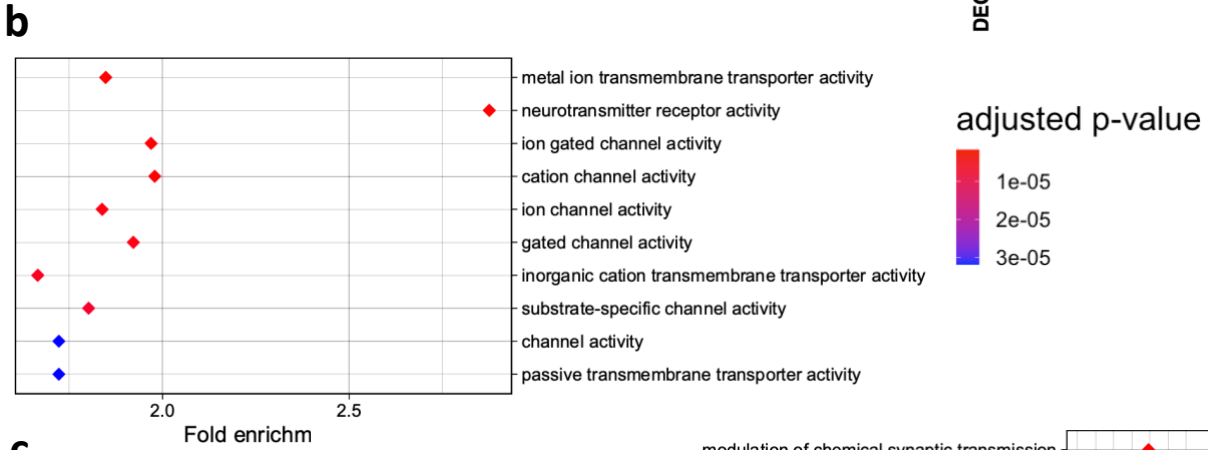 b
DEG
metal ion transmembrane transporter activity
neurotransmitter receptor activity
ion gated channel activity
cation channel activity
ion channel activity
gated channel activity
inorganic cation transmembrane transporter activity
substrate-specific channel activity
channel activity
passive transmembrane transporter activity
2.0 2.5
Fold enrichm
adjusted p-value
1e-05
2e-05
3e-05
c
modulation of chemical synaptic transmission